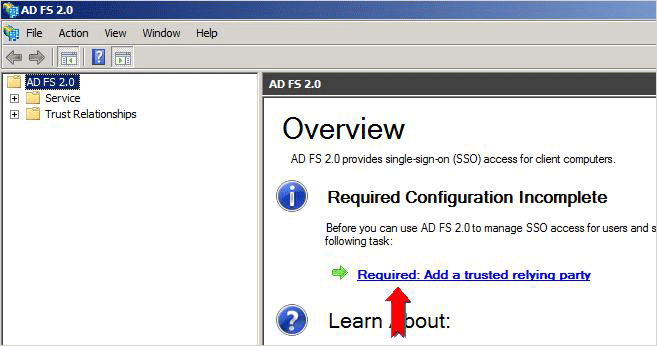 AD FS 2.0
File Action View Window Help
AD FS 2.0
Service
Trust Relationships
AD FS 2.0
Overview
AD FS 2.0 provides single-sign-on (SSO) access for client computers.
Required Configuration Incomplete
Before you can use AD FS 2.0 to manage SSO access for users and s
following task:
Required: Add a trusted relying party
Learn About: